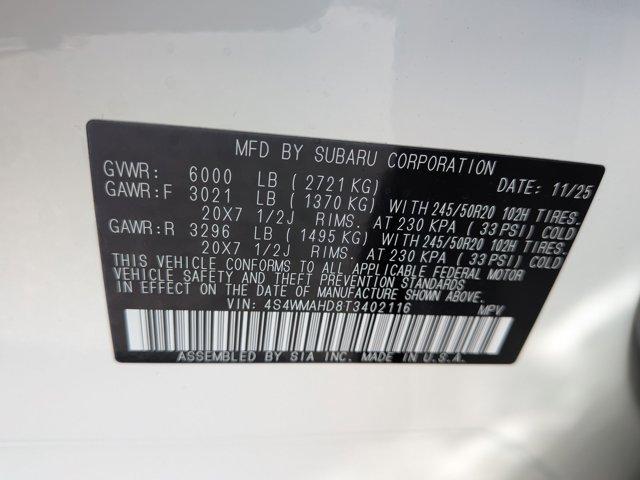 MFD BY SUBARU CORPORATION
GVWR: 6000 LB (2721 KG) DATE: 11/25
GAWR:F 3021 LB (1370 KG) WITH 245/50R20 102H TIRES.
20X7 1/2J RIMS. AT 230 KPA (33 PSI) COLD
GAWR:R 3296 LB (1495 KG) WITH 245/50R20 102H TIRES.
20X7 1/2J RIMS. AT 230 KPA (33 PSI) COLD
THIS VEHICLE CONFORMS TO ALL APPLICABLE FEDERAL MOTOR
VEHICLE SAFETY AND THEFT PREVENTION STANDARDS
IN EFFECT ON THE DATE OF MANUFACTURE SHOWN ABOVE.
VIN: 4S4WMAHD8T3402116 MPV
ASSEMBLED BY SIA INC. MADE IN U.S.A.